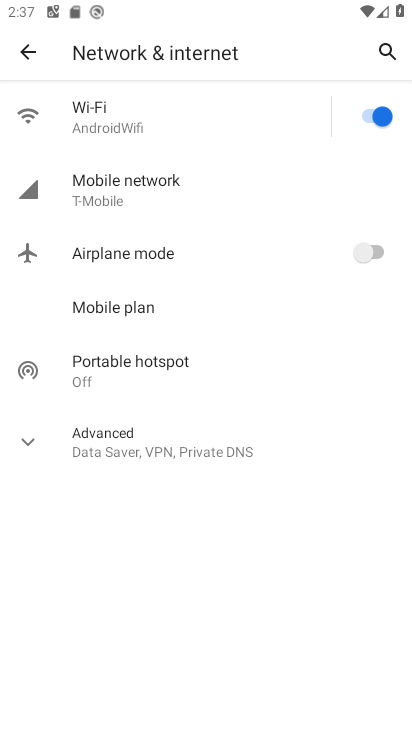 2:37
Network & internet
Wi-Fi
AndroidWifi
Mobile network
T-Mobile
Airplane mode
Mobile plan
Portable hotspot
Off
Advanced
Data Saver, VPN, Private DNS